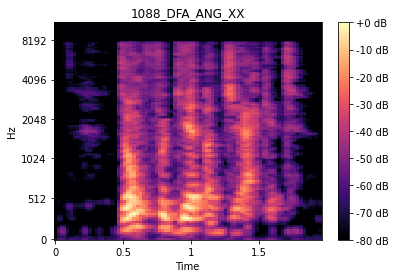 1088_DFA_ANG_XX
+0 dB
8192
-10 dB
4096
-20 dB
-30 dB
2048
-40 dB
Hz
1024
-50 dB
512
-60 dB
-70 dB
0
-80 dB
0
0.5
1
1.5
Time